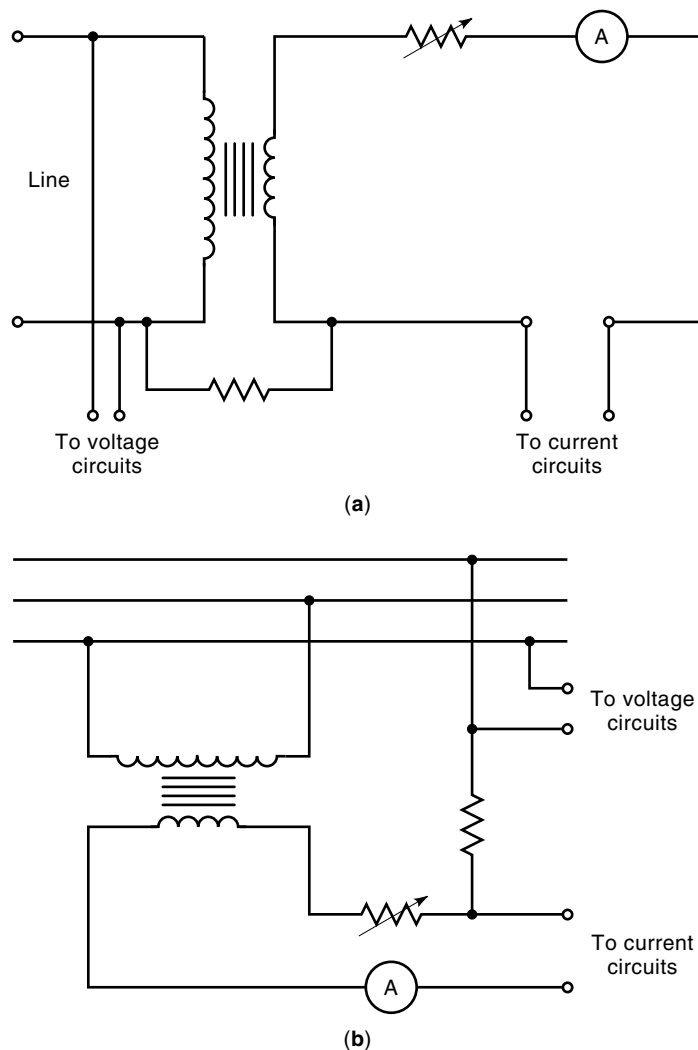 A
Line
To voltage
circuits
To current
circuits
(a)
To voltage
circuits
To current
circuits
A
(b)